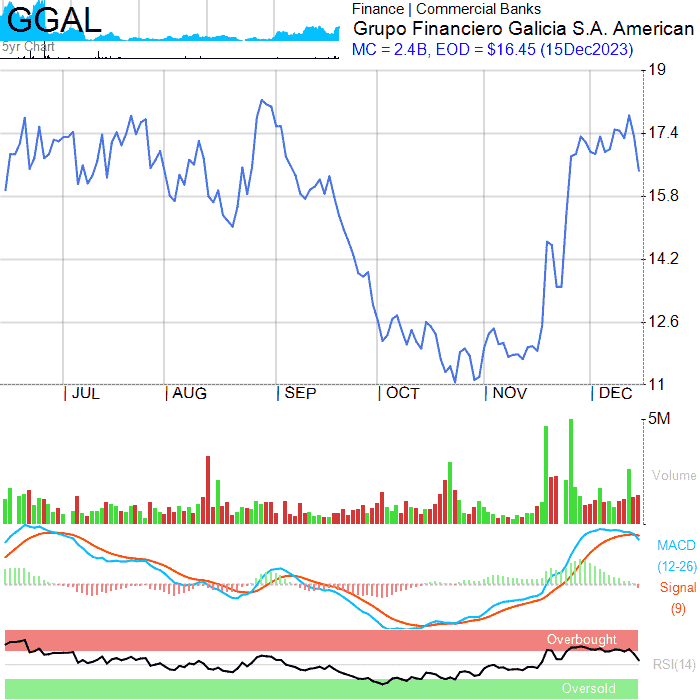 GGAL
5yr Chart
Finance | Commercial Banks
Grupo Financiero Galicia S.A. American
MC = 2.4B, EOD = $16.45 (15Dec2023)
19
17.4
15.8
14.2
12.6
11
JUL AUG SEP OCT NOV DEC
5M
Volume
MACD
(12-26)
Signal
(9)
Overbought
RSI(14)
Oversold